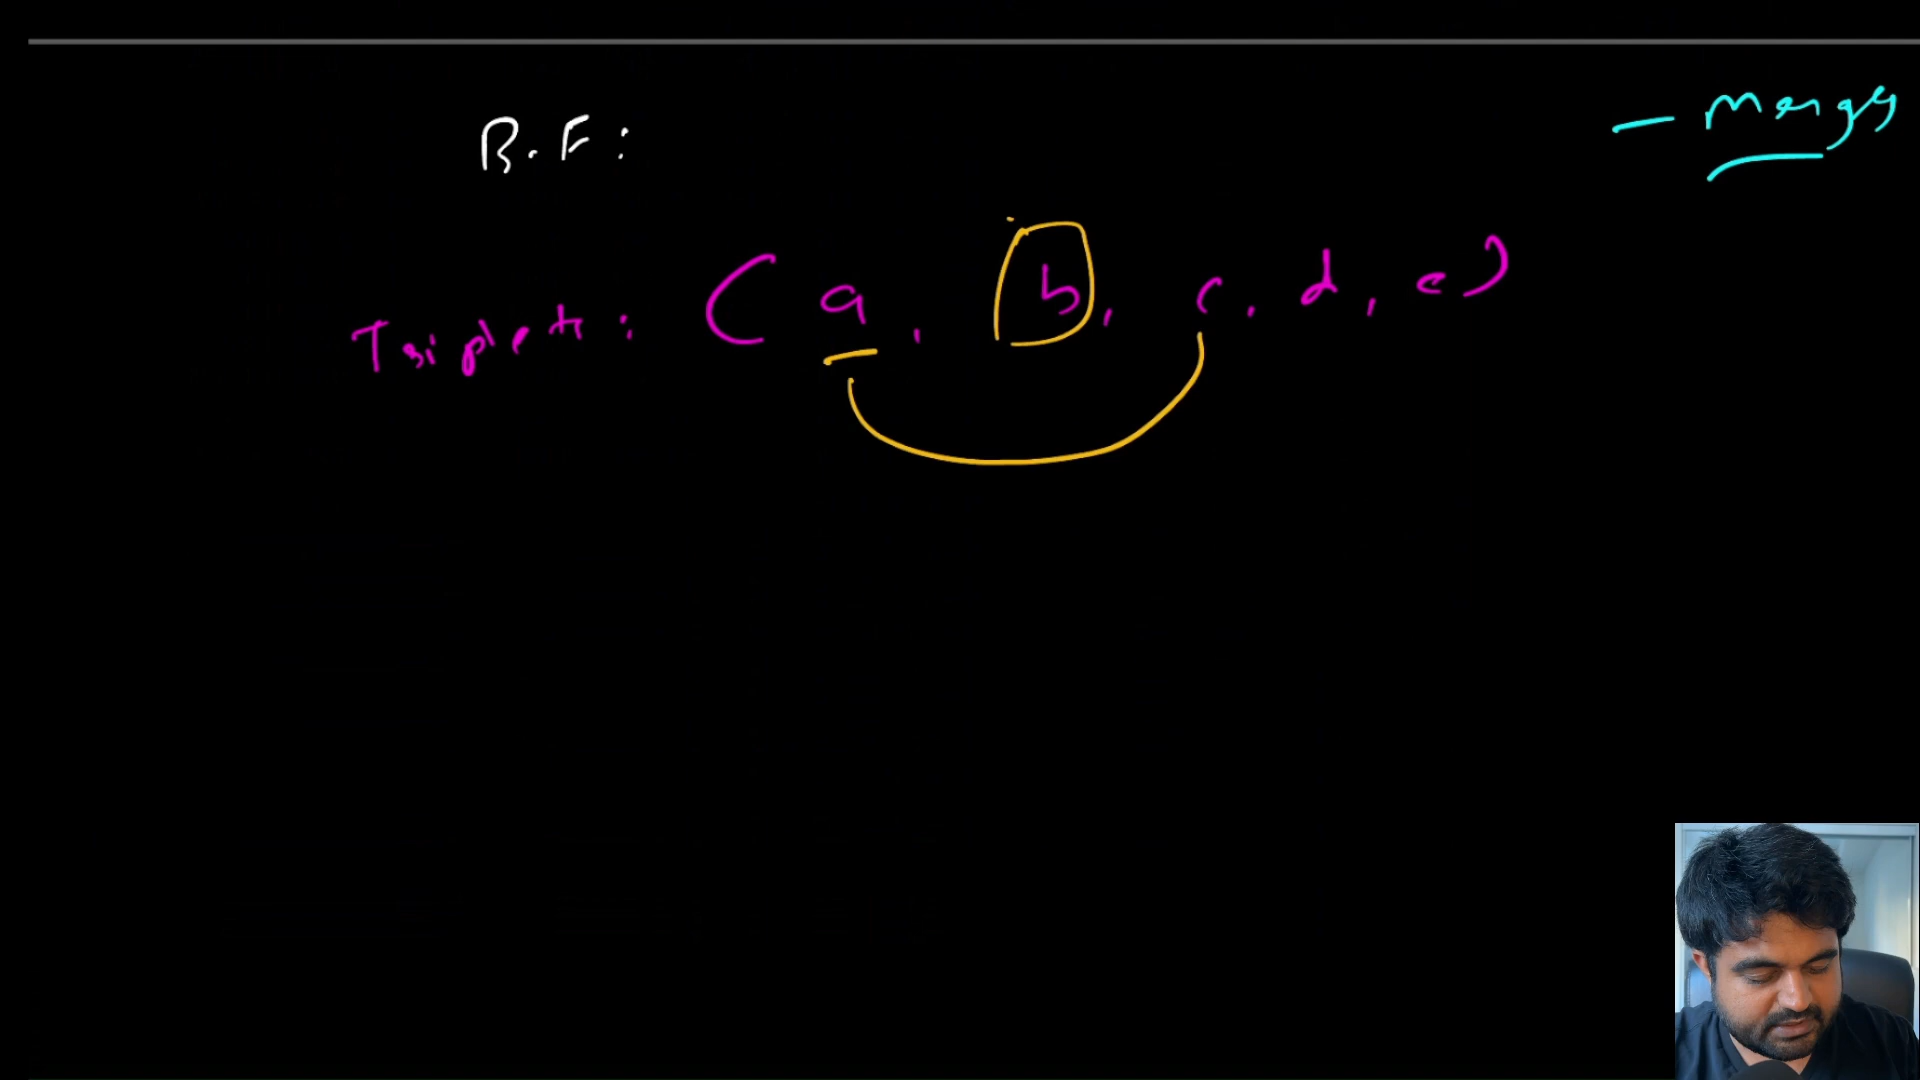 B.F:
- merge
Triplet: ( a, b, c, d, e)